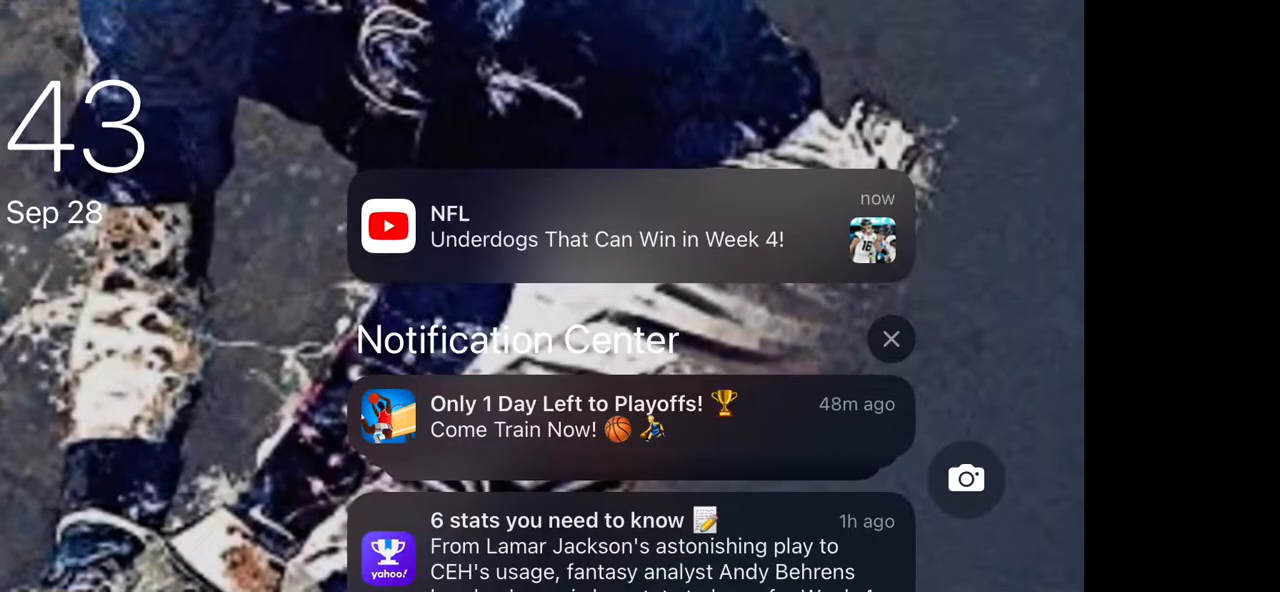 43
Sep 28
now
NFL
Underdogs That Can Win in Week 4!
Notification Center
Only 1 Day Left to Playoffs! 🏆
48m ago
Come Train Now! 🏀 ⛹️‍♂️
6 stats you need to know 📝
1h ago
From Lamar Jackson's astonishing play to
CEH's usage, fantasy analyst Andy Behrens
yahoo!